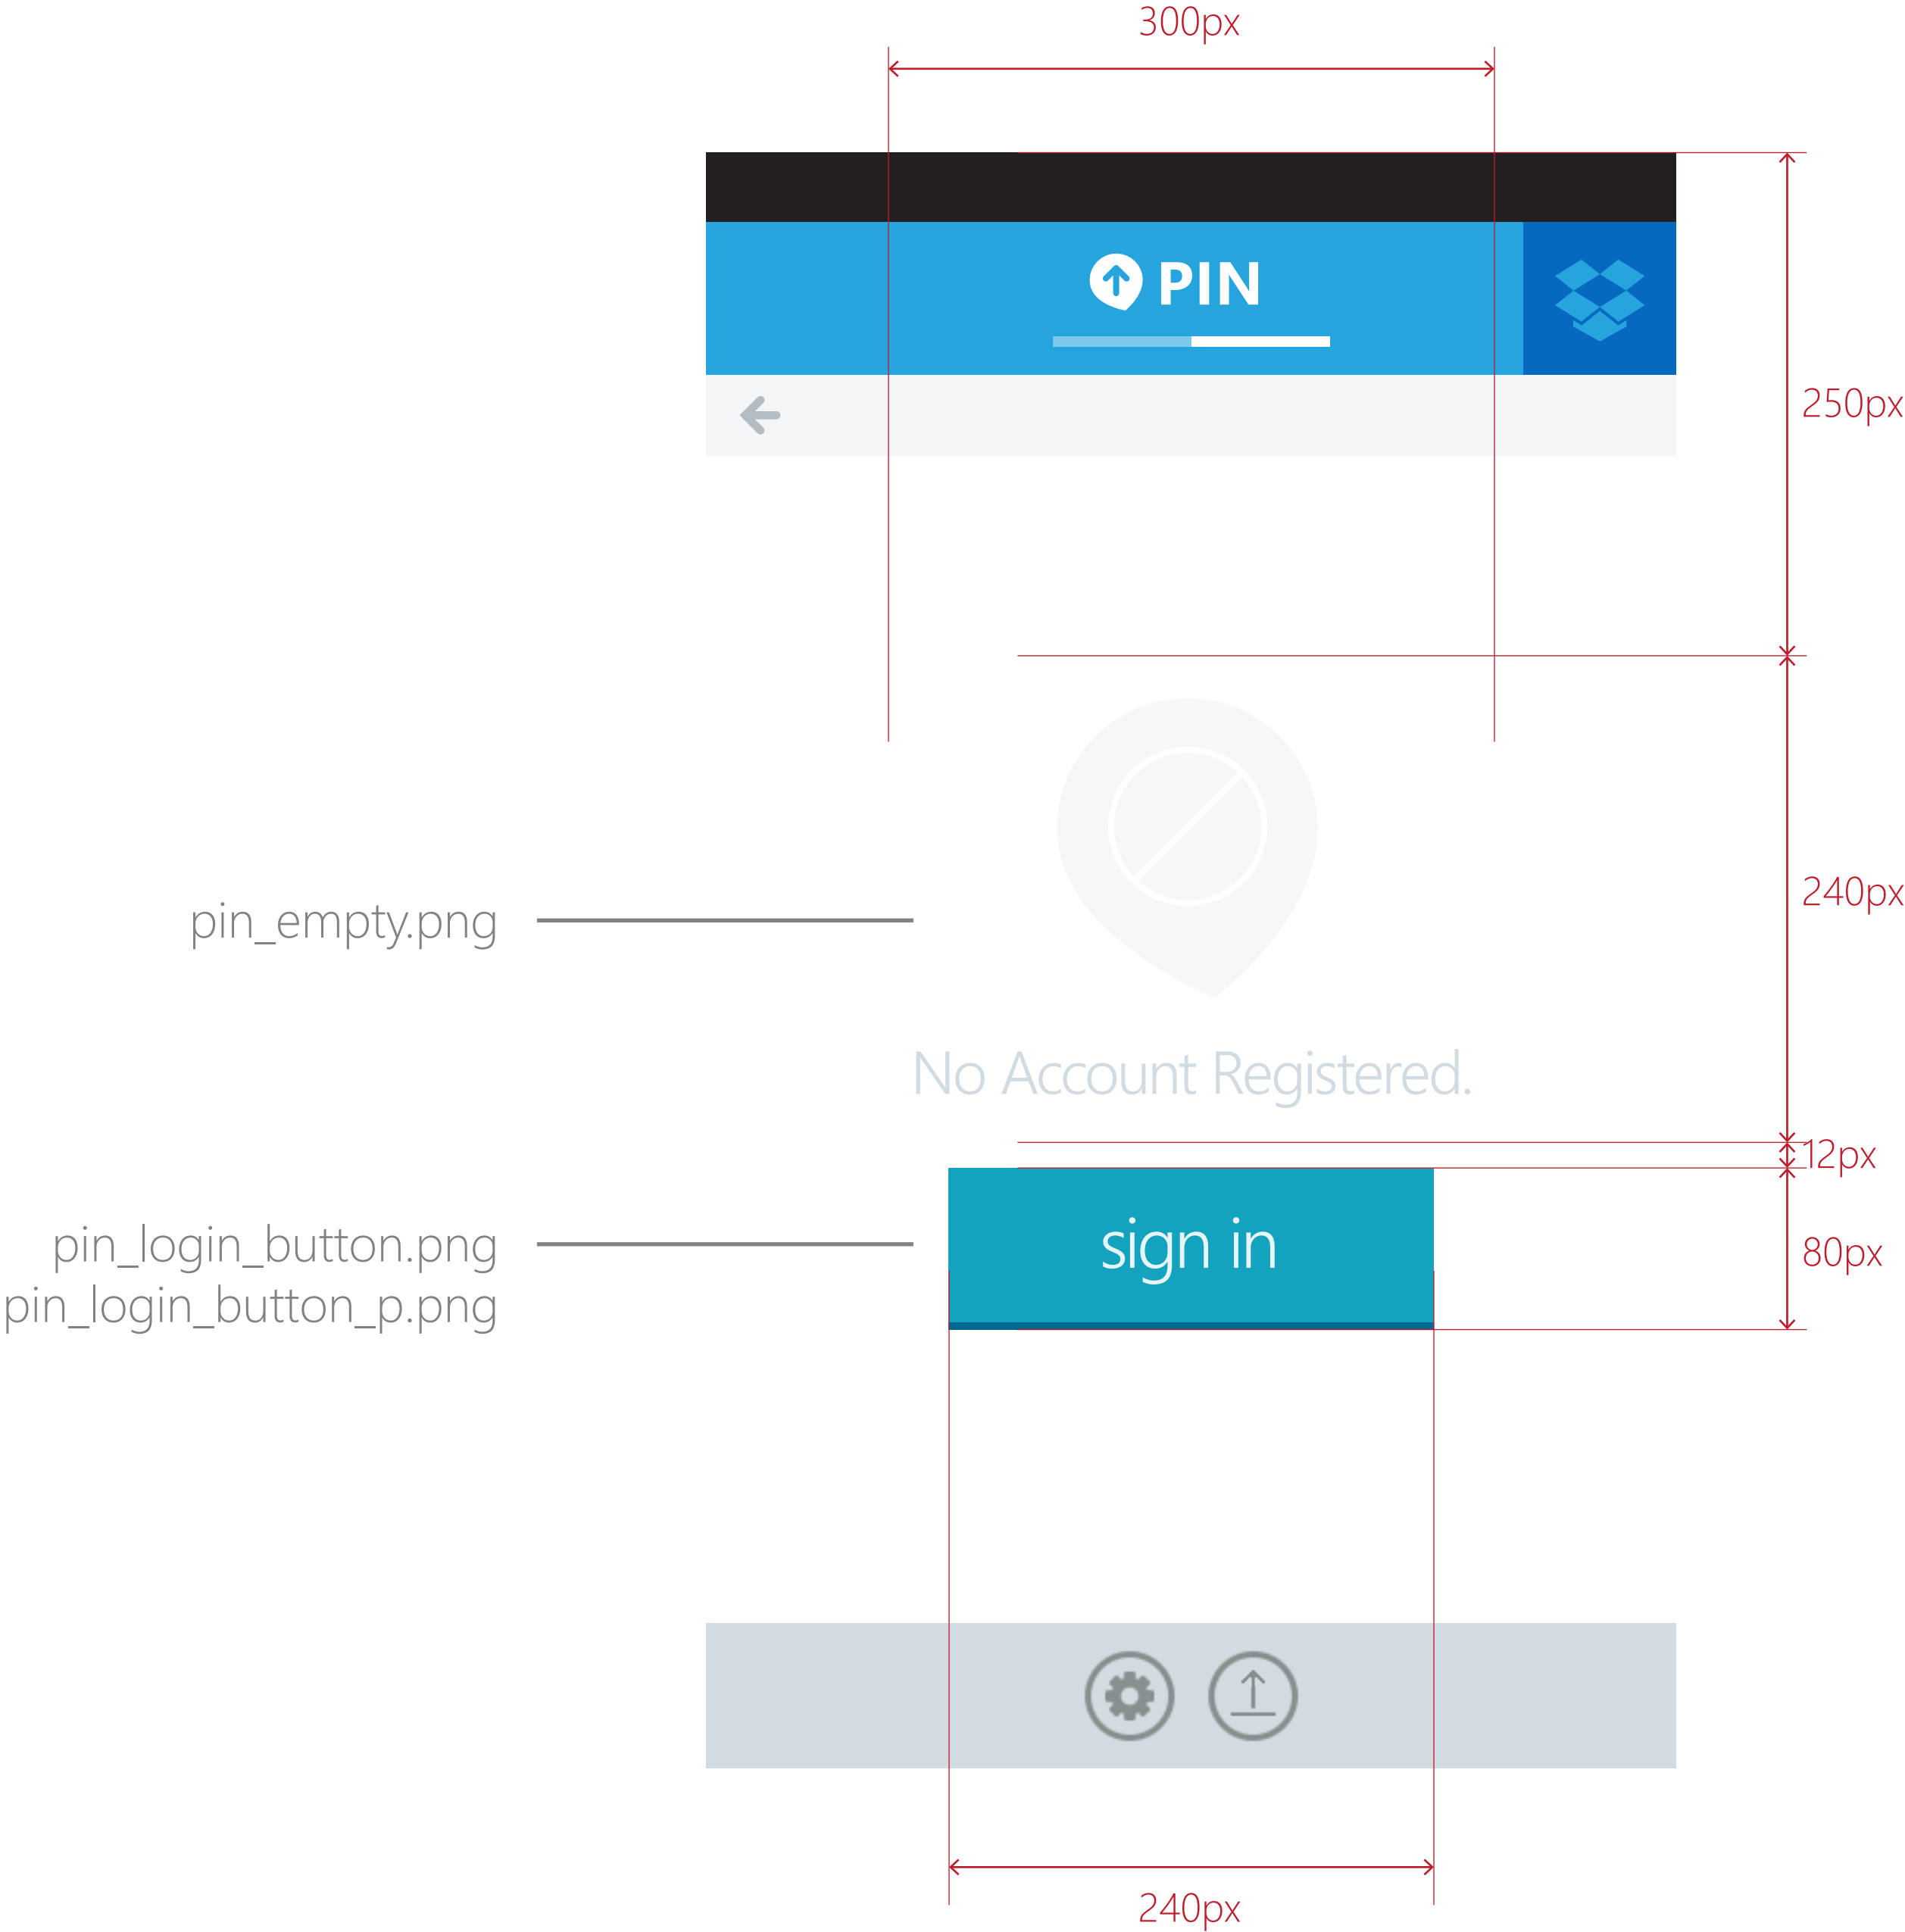 300px
PIN
250px
240px
pin_empty.png
No Account Registered.
12px
pin_login_button.png
pin_login_button_p.png
sign in
80px
240px